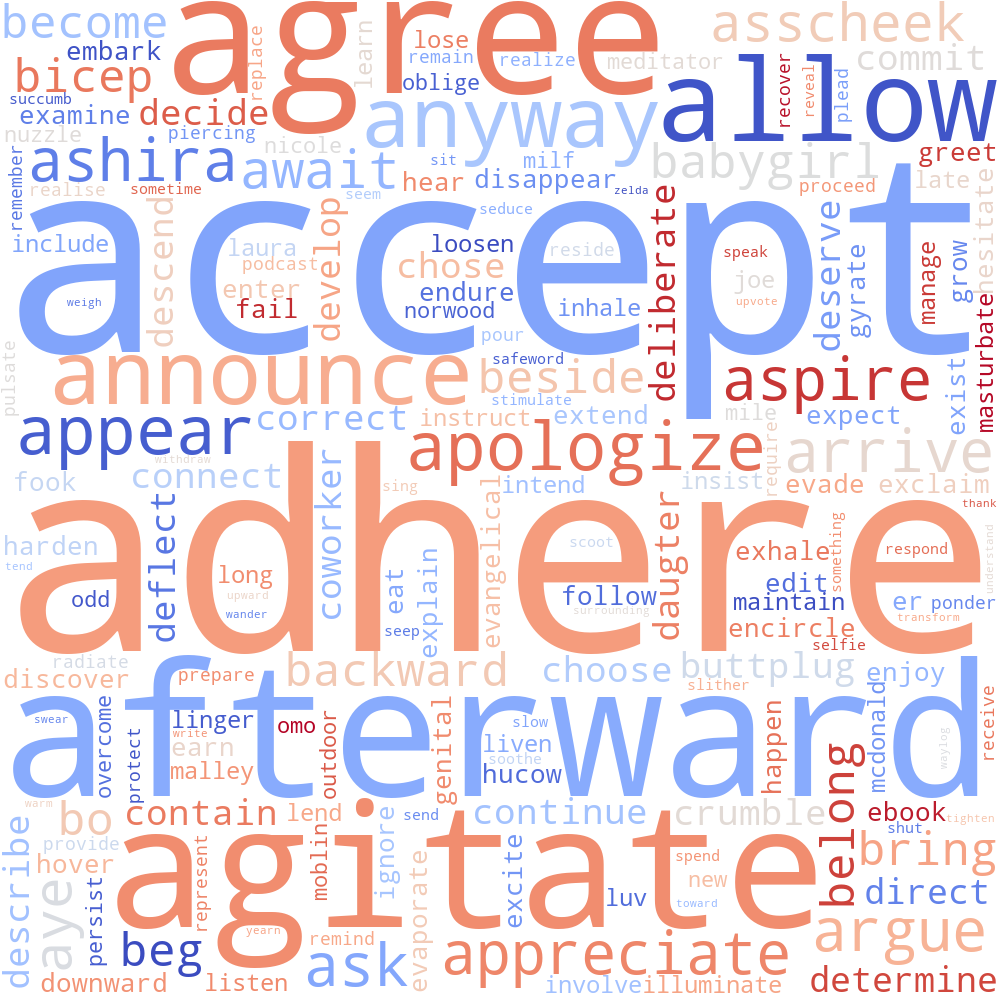 become
agree
asscheek
embark
lose
remain
realize
meditator
commit
bicep
replace
learn
oblige
allow
recover
reveal
plead
succumb
examine
decide
anyway
nuzzle
piercing
nicole
remember
ashira
await
sit
milf
babygirl
greet
hear
disappear
realise
sometime
seem
zelda
proceed
late
accept
seduce
include
descend
laura
develop
loosen
reside
deliberate
speak
deserve
gyrate
manage
grow
hesitate
podcast
chose
enter
endure
joe
weigh
fail
norwood
inhale
upvote
pour
pulsate
announce
safeword
beside
stimulate
aspire
masturbate
exist
appear
correct
instruct
extend
mile
expect
apologize
arrive
withdraw
fook
connect
sing
intend
insist
required
evade
exclaim
adhere
thank
harden
deflect
coworker
evangelical
scoot
daugter
exhale
something
respond
understand
tend
long
explain
eat
odd
upward
follow
edit
er
ponder
wander
maintain
surrounding
transform
seep
encircle
selfie
radiate
backward
choose
buttplug
enjoy
discover
prepare
slither
afterward
mcdonald
receive
swear
overcome
linger
omo
outdoor
genital
slow
happen
write
earn
liven
waylog
protect
malley
soothe
hucow
belong
warm
bo
contain
lend
send
continue
crumble
ebook
tighten
agitate
shut
describe
provide
represent
moblin
ignore
bring
hover
spend
aye
persist
evaporate
excite
new
direct
luv
toward
yearn
argue
beg
remind
ask
appreciate
downward
listen
involve
illuminate
determine